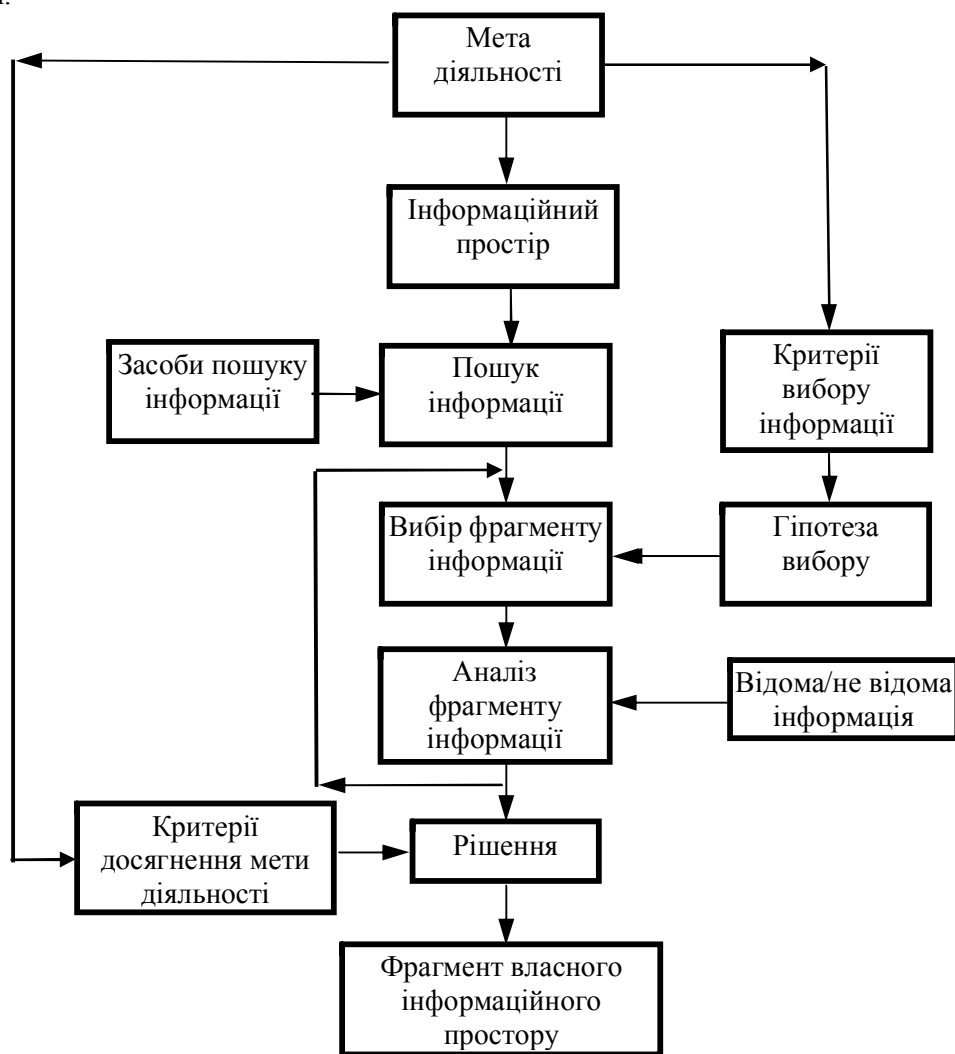 Мета
діяльності
Інформаційний
простір
Засоби пошуку
інформації
Пошук
інформації
Критерії
вибору
інформації
Вибір фрагменту
інформації
Гіпотеза
вибору
Аналіз
фрагменту
інформації
Відома/не відома
інформація
Критерії
досягнення мети
діяльності
Рішення
Фрагмент власного
інформаційного
простору